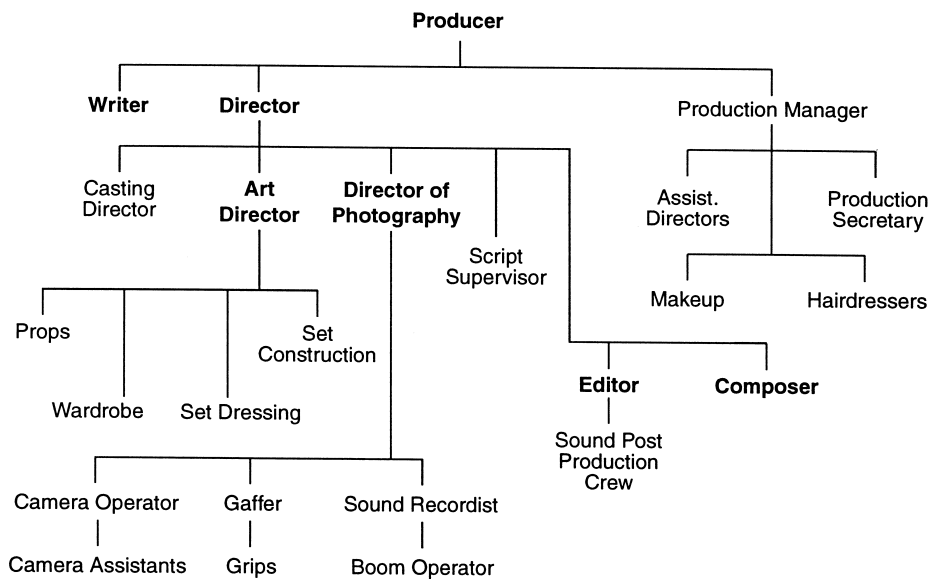 Producer
Writer
Director
Production Manager
Casting
Director
Art
Director
Director of
Photography
Script
Supervisor
Assist.
Directors
Production
Secretary
Makeup
Hairdressers
Props
Wardrobe
Set Dressing
Set
Construction
Editor
Composer
Sound Post
Production
Crew
Camera Operator
Gaffer
Sound Recordist
Camera Assistants
Grips
Boom Operator